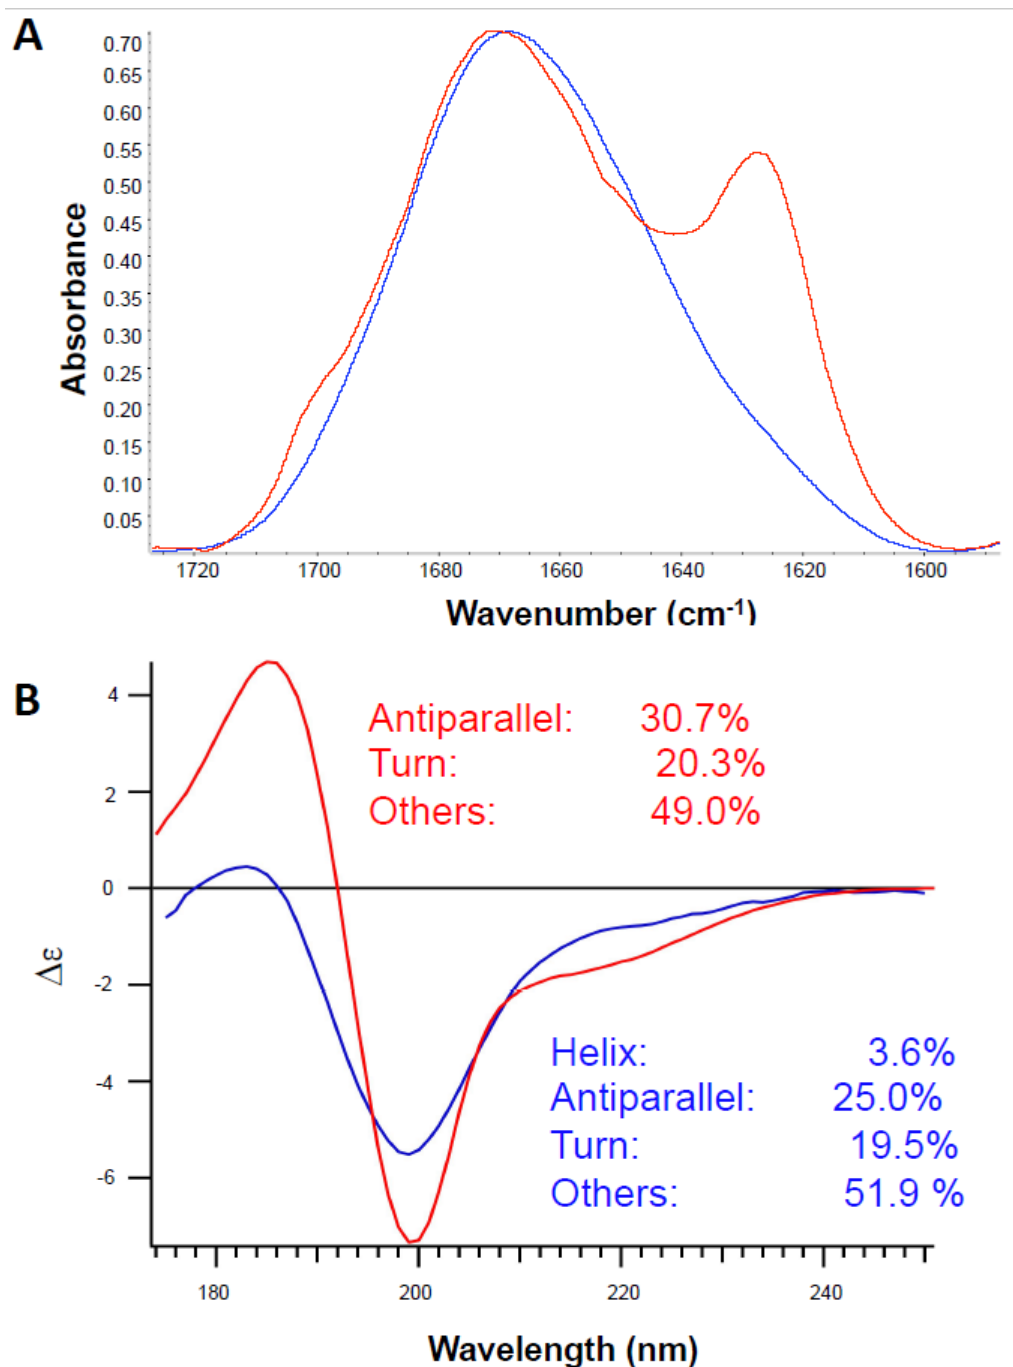 A
0.70
0.65
0.60
0.55
0.50
0.45
0.40
0.35
0.30
0.25
0.20
0.15
0.10
0.05
Absorbance
1720 1700 1680 1660 1640 1620 1600
Wavenumber (cm-1)
B
4
2
0
-2
-4
-6
Δε
Antiparallel: 30.7%
Turn: 20.3%
Others: 49.0%
Helix: 3.6%
Antiparallel: 25.0%
Turn: 19.5%
Others: 51.9 %
180 200 220 240
Wavelength (nm)